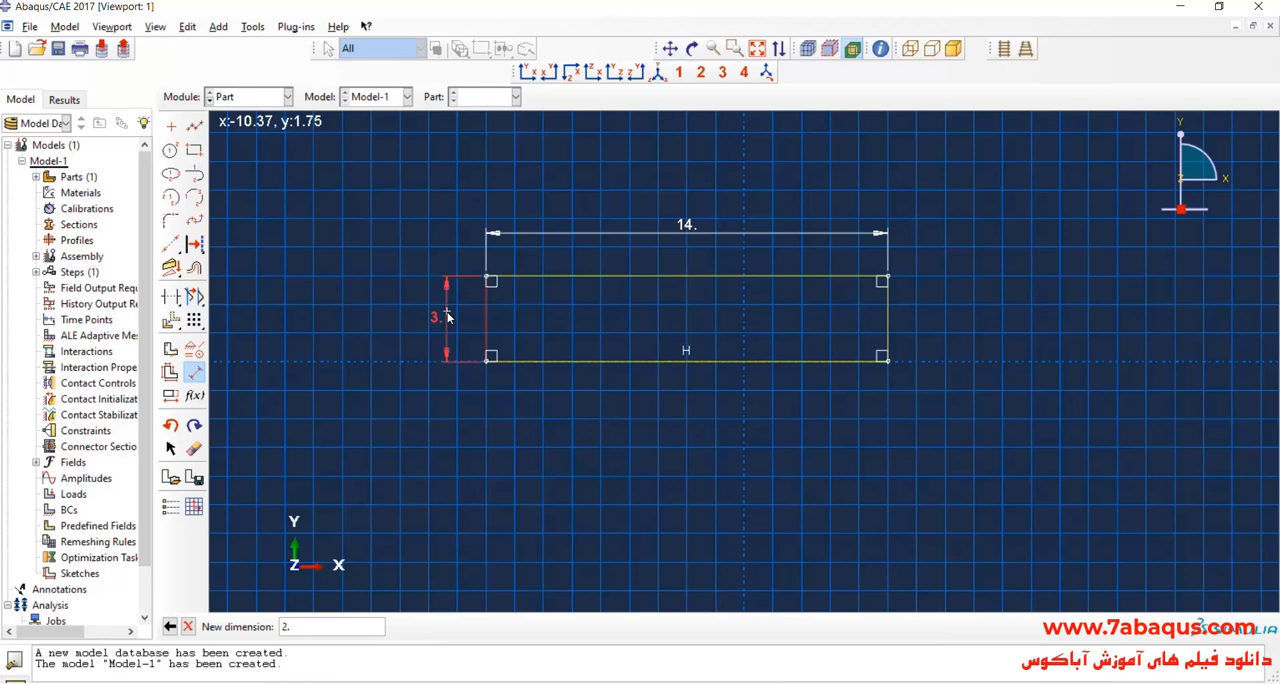 Abaqus/CAE 2017 [Viewport: 1]
File Model Viewport View Edit Add Tools Plug-ins Help
All
1 2 3 4
Model Results
Module: Part Model: Model-1 Part:
Model Da
x:-10.37, y:1.75
Models (1)
Model-1
Parts (1)
Materials
Calibrations
Sections
Profiles
Assembly
Steps (1)
Field Output Requ
History Output Re
Time Points
ALE Adaptive Mes
Interactions
Interaction Prope
Contact Controls
Contact Initializat
Contact Stabilizat
Constraints
Connector Sectio
Fields
Amplitudes
Loads
BCs
Predefined Fields
Remeshing Rules
Optimization Task
Sketches
Annotations
Analysis
Jobs
f(x)
14.
3.
H
Y
X
Z
Y
Z X
New dimension: 2.
www.7abaqus.com
دانلود فیلم های آموزش آباکوس
A new model database has been created.
The model "Model-1" has been created.